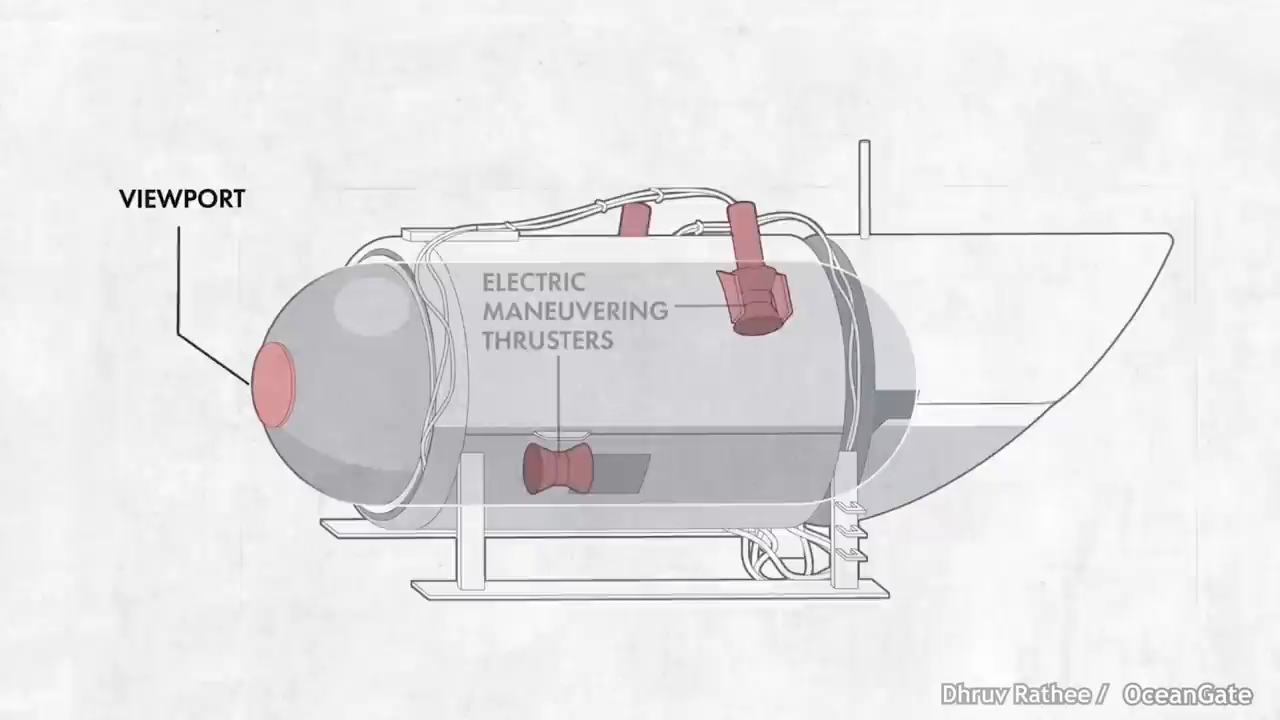 VIEWPORT
ELECTRIC
MANEUVERING
THRUSTERS
Dhruv Rathee / OceanGate